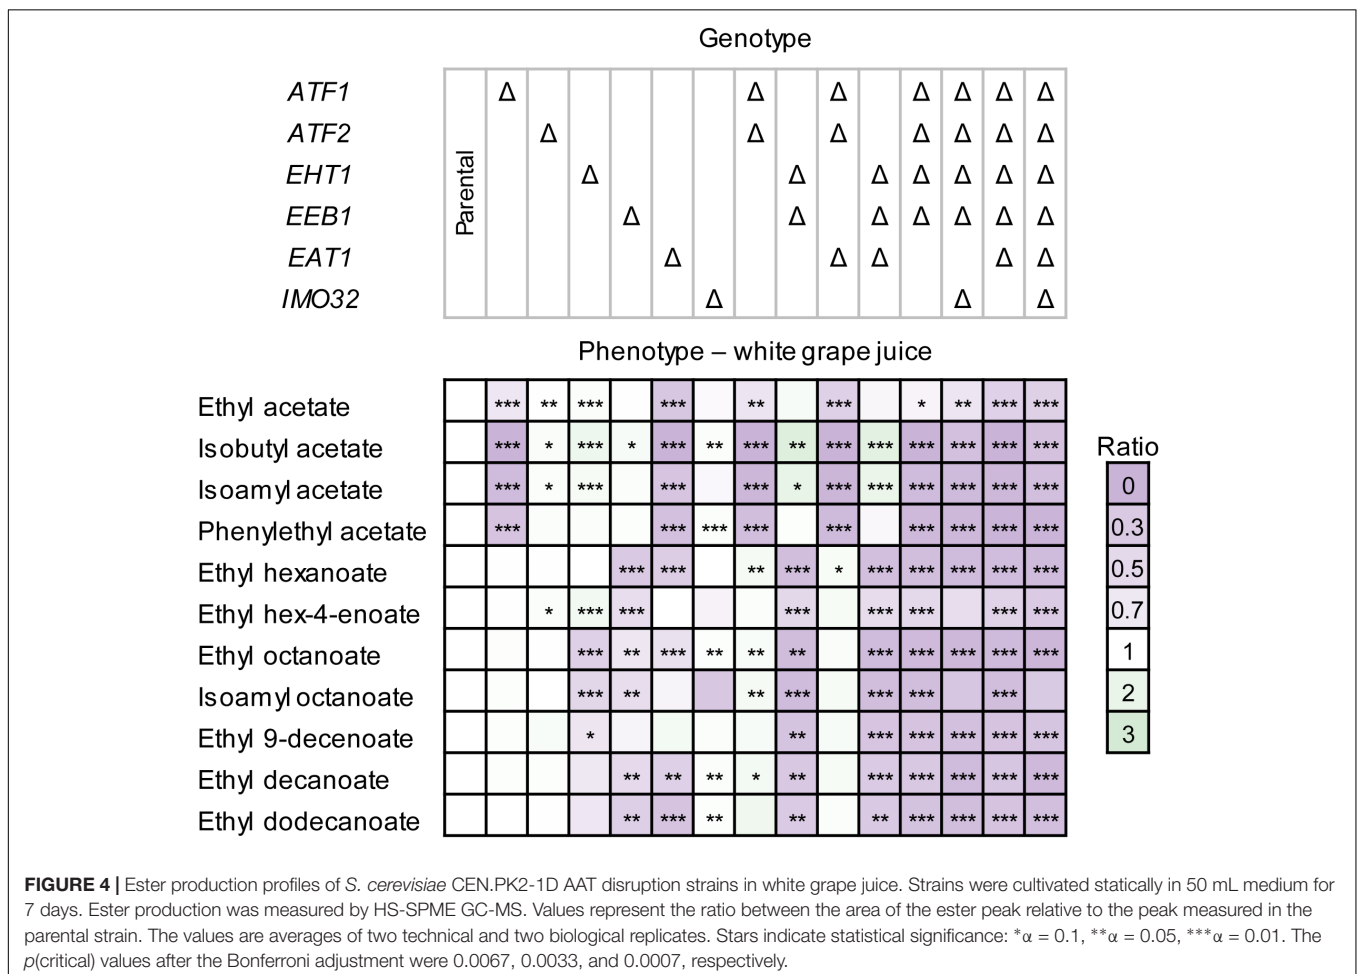 Genotype
ATF1 Δ Δ Δ Δ Δ Δ Δ
ATF2 Δ Δ Δ Δ Δ Δ Δ
EHT1 Δ Δ Δ Δ Δ Δ Δ
Parental
EEB1 Δ Δ Δ Δ Δ Δ Δ
EAT1 Δ Δ Δ Δ Δ
IMO32 Δ Δ Δ
Phenotype – white grape juice
Ethyl acetate *** ** *** *** ** *** * ** *** ***
Isobutyl acetate *** * *** * *** ** *** ** *** *** *** *** *** ***
Isoamyl acetate *** * *** *** *** * *** *** *** *** *** ***
Phenylethyl acetate *** *** *** *** *** *** *** *** ***
Ethyl hexanoate *** *** ** *** * *** *** *** *** ***
Ethyl hex-4-enoate * *** *** *** *** *** *** ***
Ethyl octanoate *** ** *** ** ** ** *** *** *** *** ***
Isoamyl octanoate *** ** ** *** *** *** ***
Ethyl 9-decenoate * ** *** *** *** *** ***
Ethyl decanoate ** ** ** * ** *** *** *** *** ***
Ethyl dodecanoate ** *** ** ** ** *** *** *** ***
Ratio
0
0.3
0.5
0.7
1
2
3
FIGURE 4 | Ester production profiles of S. cerevisiae CEN.PK2-1D AAT disruption strains in white grape juice. Strains were cultivated statically in 50 mL medium for
7 days. Ester production was measured by HS-SPME GC-MS. Values represent the ratio between the area of the ester peak relative to the peak measured in the
parental strain. The values are averages of two technical and two biological replicates. Stars indicate statistical significance: *α = 0.1, **α = 0.05, ***α = 0.01. The
p(critical) values after the Bonferroni adjustment were 0.0067, 0.0033, and 0.0007, respectively.